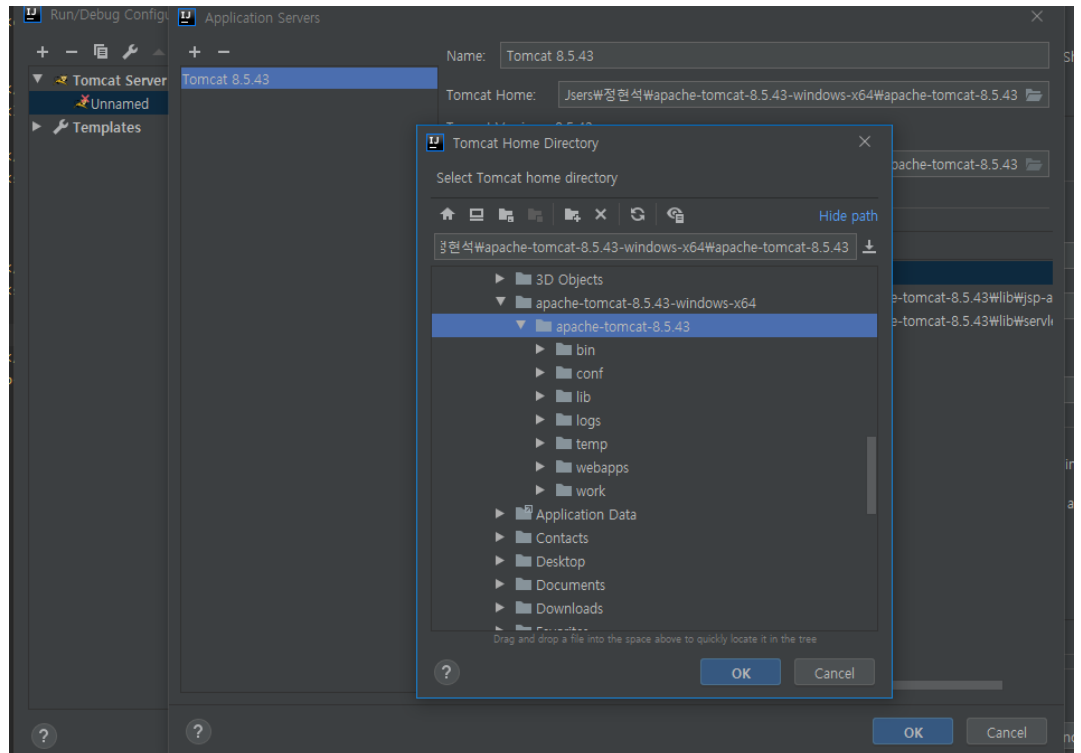 Run/Debug Configu
Application Servers
Tomcat Server
Unnamed
Templates
Tomcat 8.5.43
Name: Tomcat 8.5.43
Tomcat Home: Jsers₩정현석₩apache-tomcat-8.5.43-windows-x64₩apache-tomcat-8.5.43
Tomcat Home Directory
Select Tomcat home directory
Hide path
정현석₩apache-tomcat-8.5.43-windows-x64₩apache-tomcat-8.5.43
3D Objects
apache-tomcat-8.5.43-windows-x64
apache-tomcat-8.5.43
bin
conf
lib
logs
temp
webapps
work
Application Data
Contacts
Desktop
Documents
Downloads
Drag and drop a file into the space above to quickly locate it in the tree
?
OK
Cancel
pache-tomcat-8.5.43
e-tomcat-8.5.43₩lib₩jsp-a
e-tomcat-8.5.43₩lib₩servle
?
?
OK
Cancel